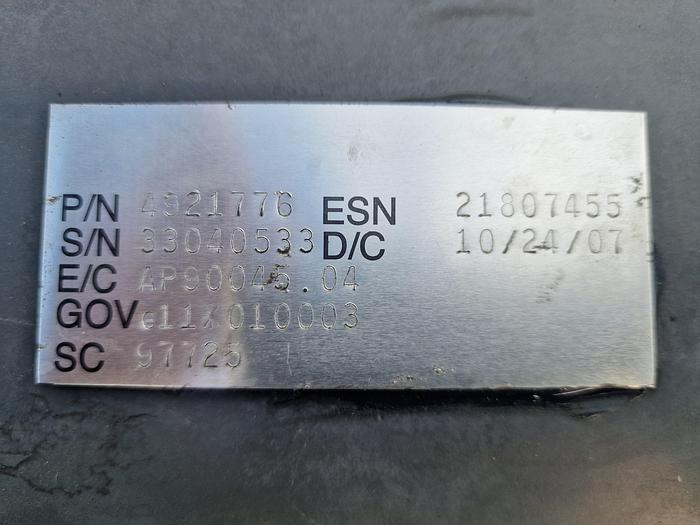 P/N 4921776 ESN 21807455
S/N 33040533 D/C 10/24/07
E/C AP90045.04
GOV e11*010003
SC 97725